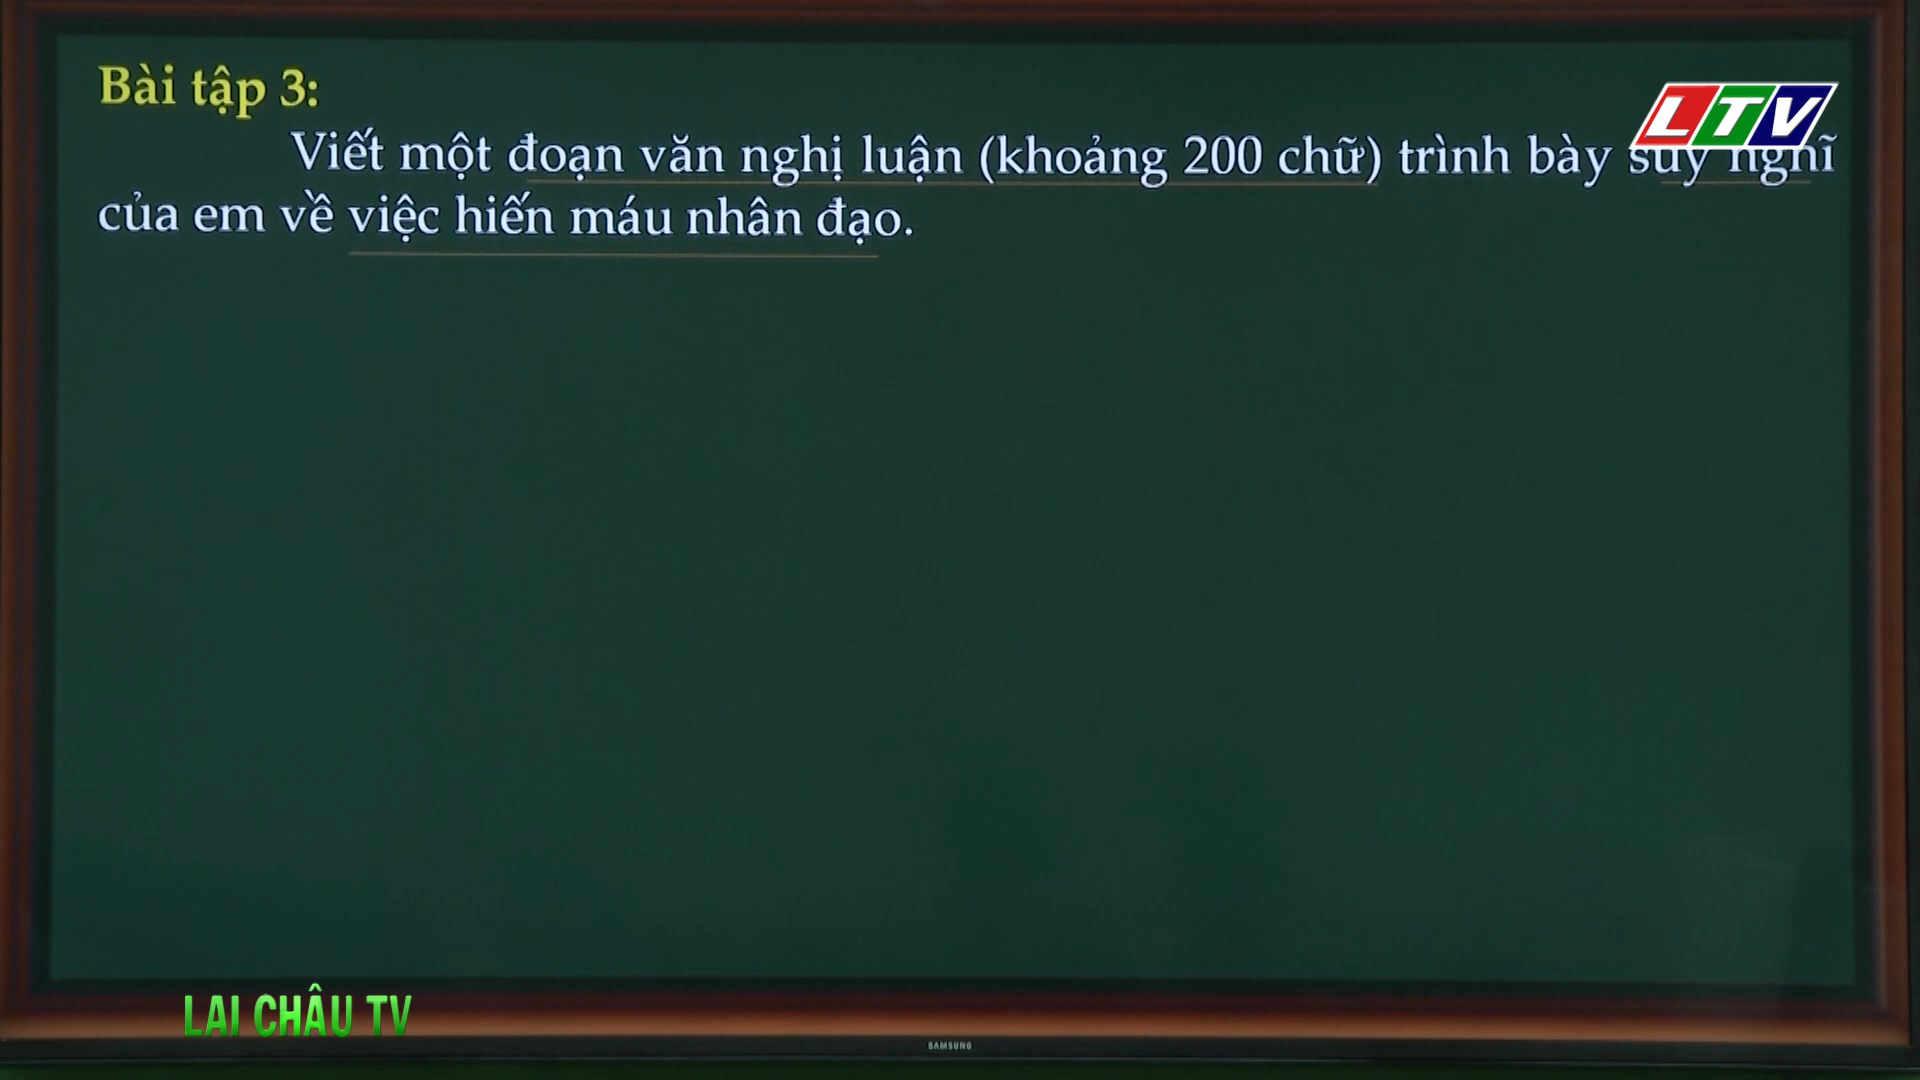 Bài tập 3:
LTV
Viết một đoạn văn nghị luận (khoảng 200 chữ) trình bày suy nghĩ
của em về việc hiến máu nhân đạo.
LAI CHÂU TV
SAMSUNG